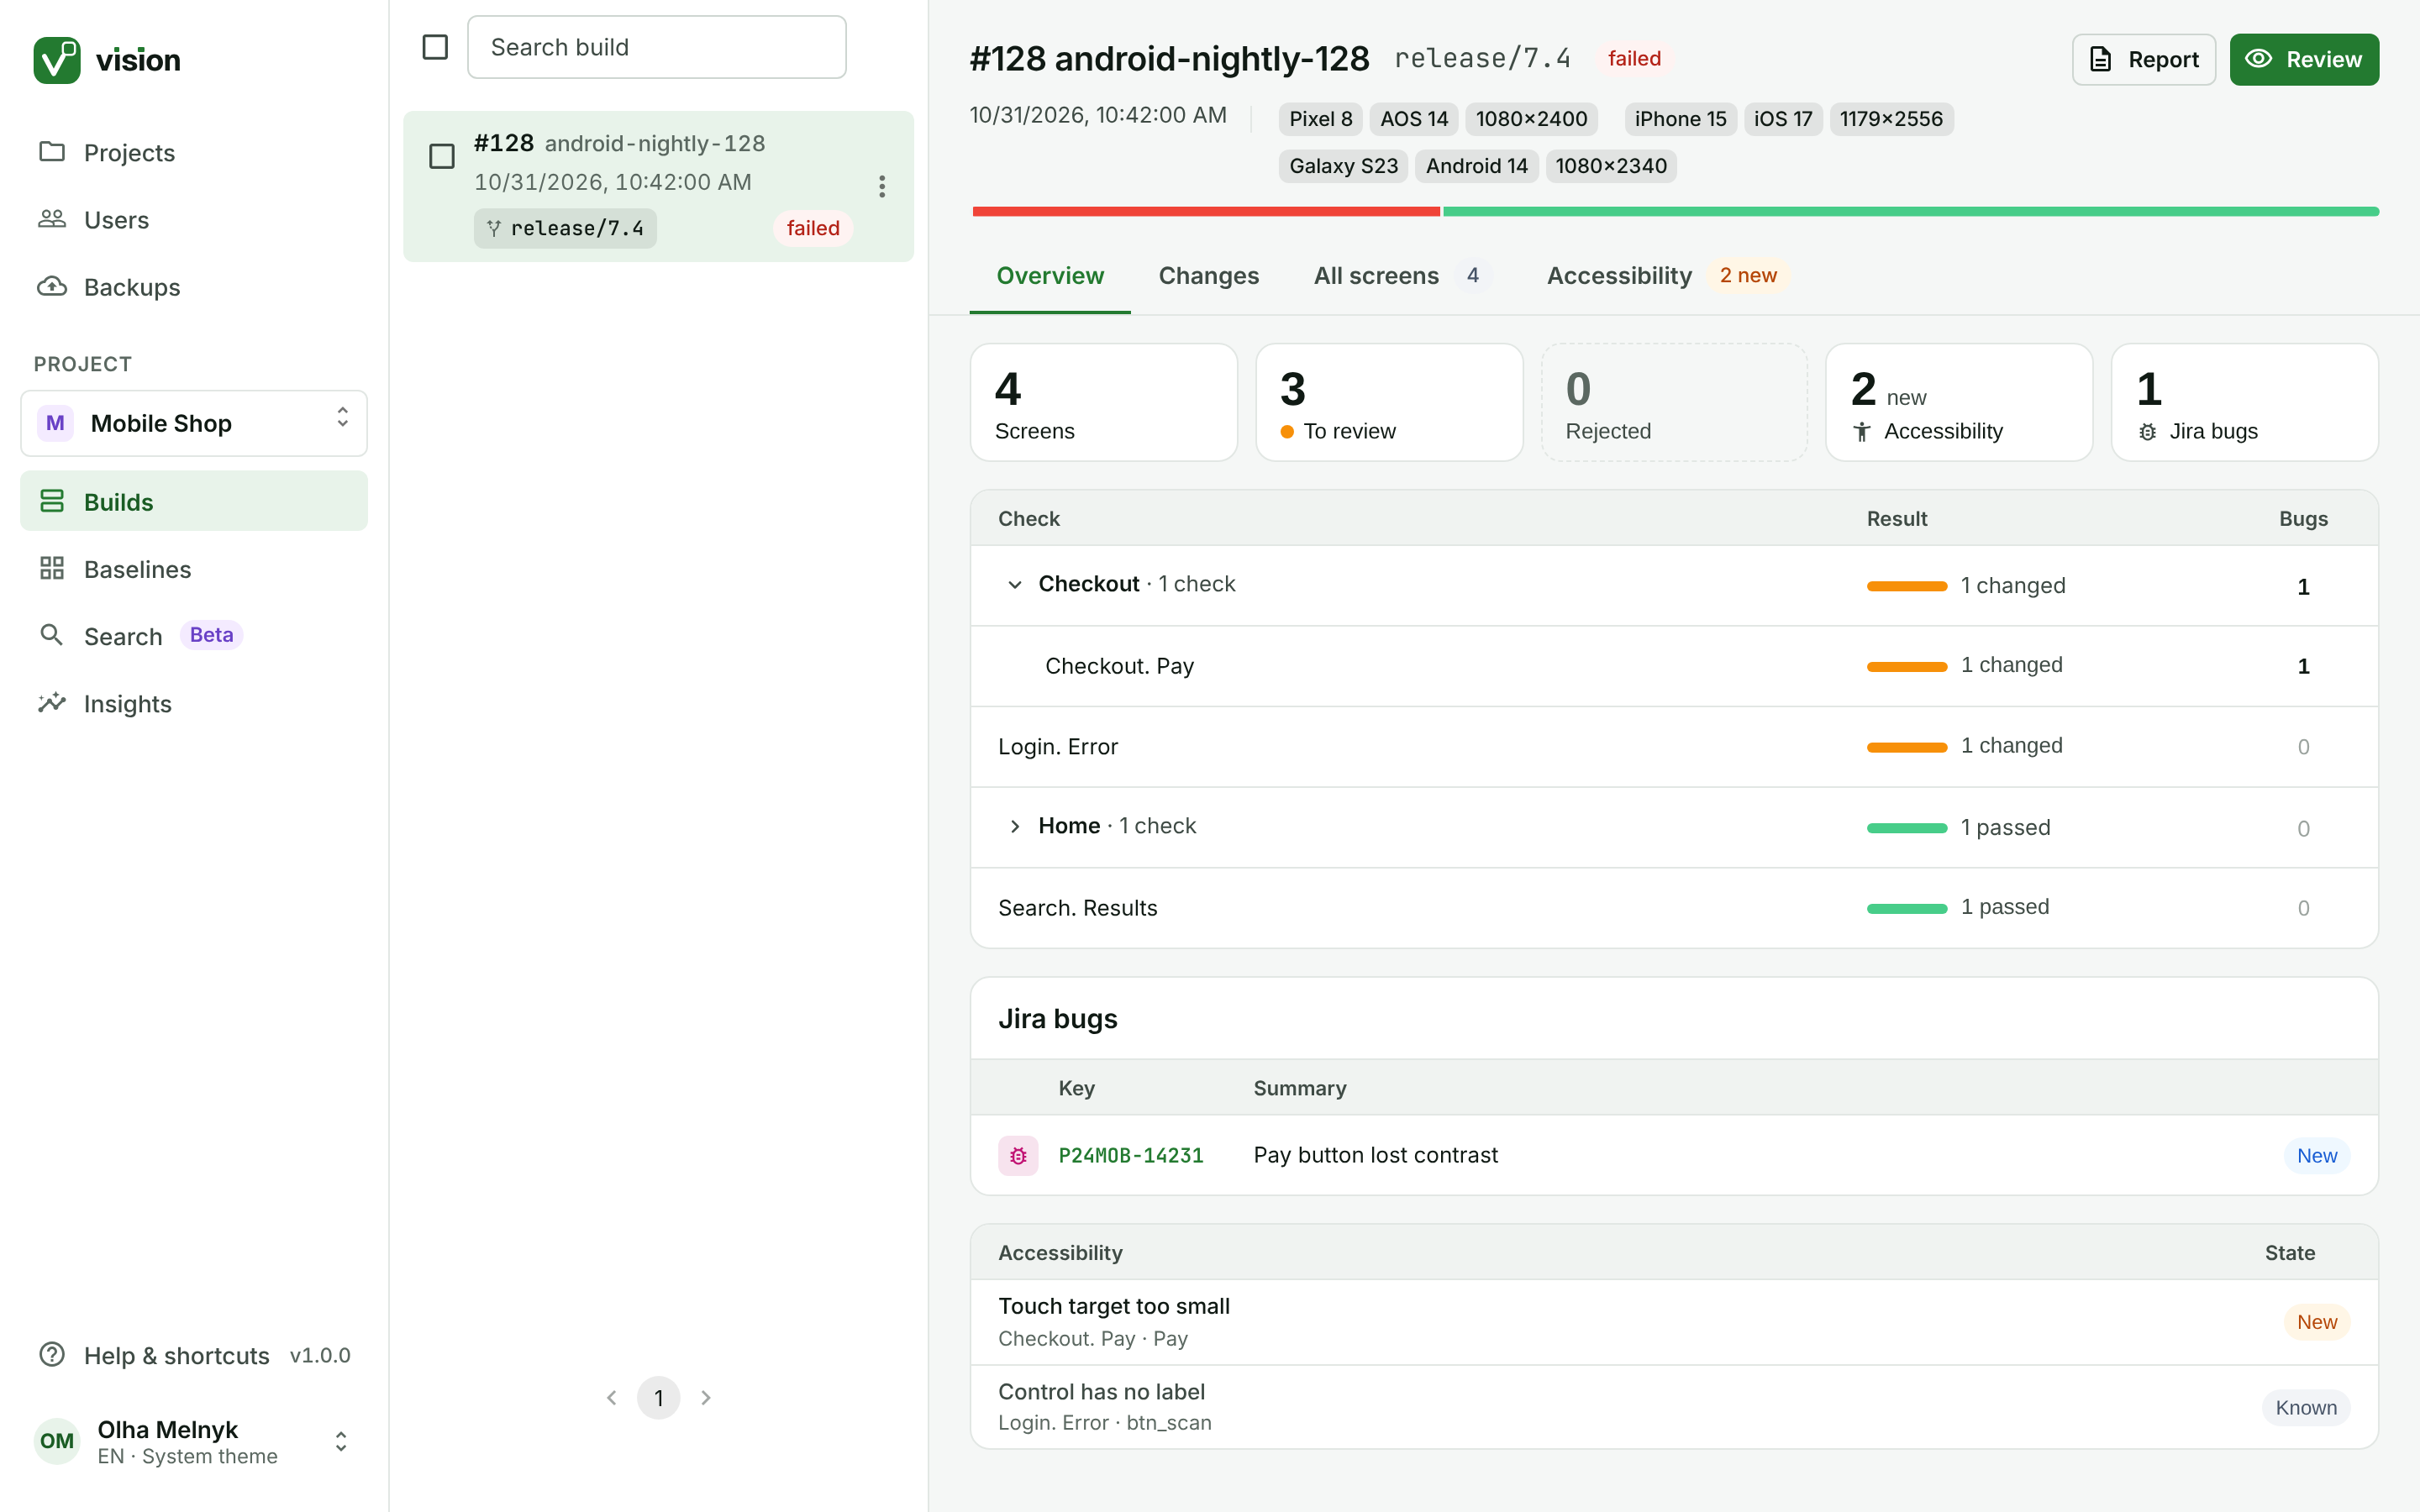 vision
Projects
Users
Backups
PROJECT
M Mobile Shop
Builds
Baselines
Search Beta
Insights
Help & shortcuts v1.0.0
OM Olha Melnyk
EN · System theme
Search build
#128 android-nightly-128
10/31/2026, 10:42:00 AM
release/7.4 failed
1
#128 android-nightly-128 release/7.4 failed
Report
Review
10/31/2026, 10:42:00 AM Pixel 8 AOS 14 1080×2400 iPhone 15 iOS 17 1179×2556
Galaxy S23 Android 14 1080×2340
Overview Changes All screens 4 Accessibility 2 new
4
Screens
3
To review
0
Rejected
2 new
Accessibility
1
Jira bugs
Check Result Bugs
Checkout · 1 check 1 changed 1
Checkout. Pay 1 changed 1
Login. Error 1 changed 0
Home · 1 check 1 passed 0
Search. Results 1 passed 0
Jira bugs
Key Summary
P24MOB-14231 Pay button lost contrast New
Accessibility State
Touch target too small
Checkout. Pay · Pay
New
Control has no label
Login. Error · btn_scan
Known